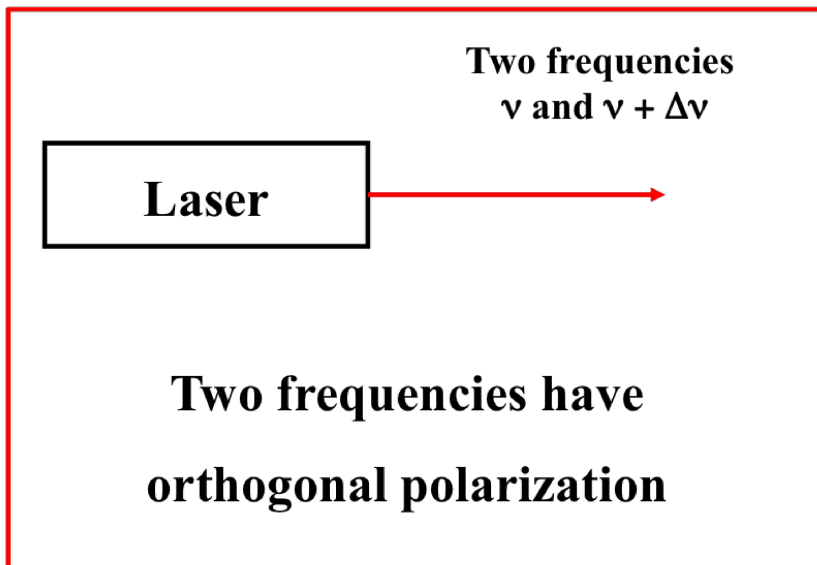 Two frequencies
ν and ν + Δν
Laser
Two frequencies have
orthogonal polarization